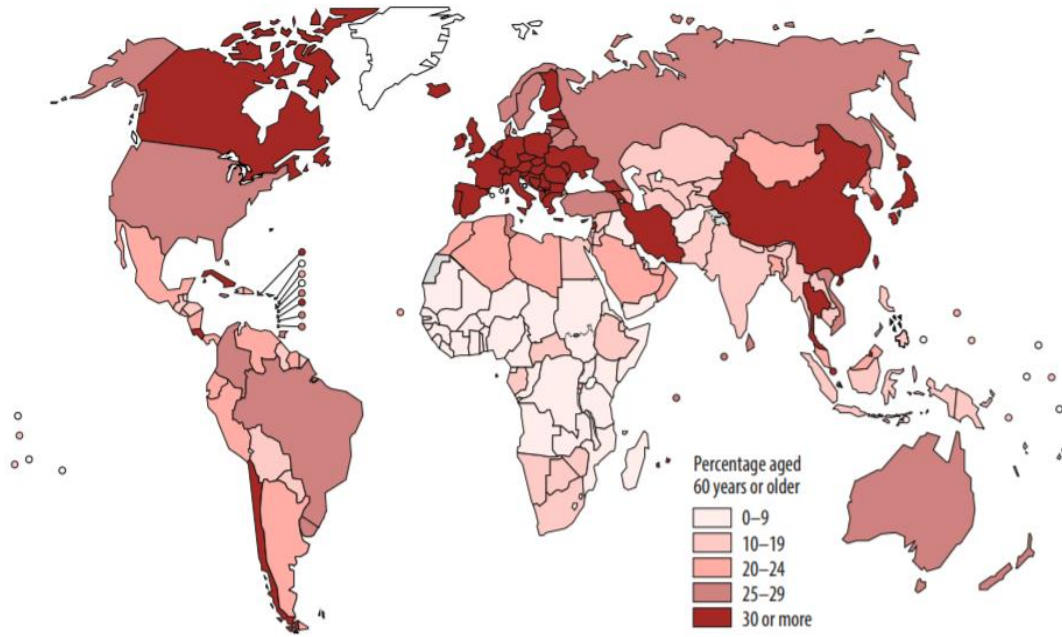 Percentage aged
60 years or older
0–9
10–19
20–24
25–29
30 or more